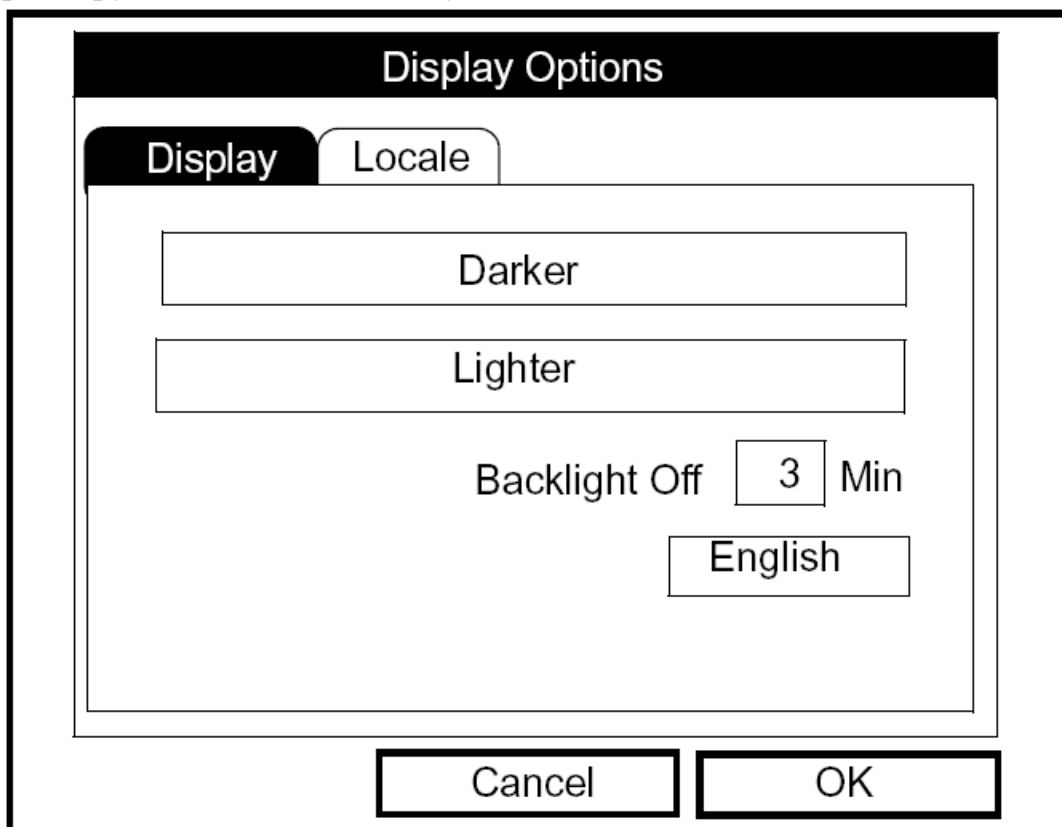 Display Options
Display Locale
Darker
Lighter
Backlight Off 3 Min
English
Cancel OK